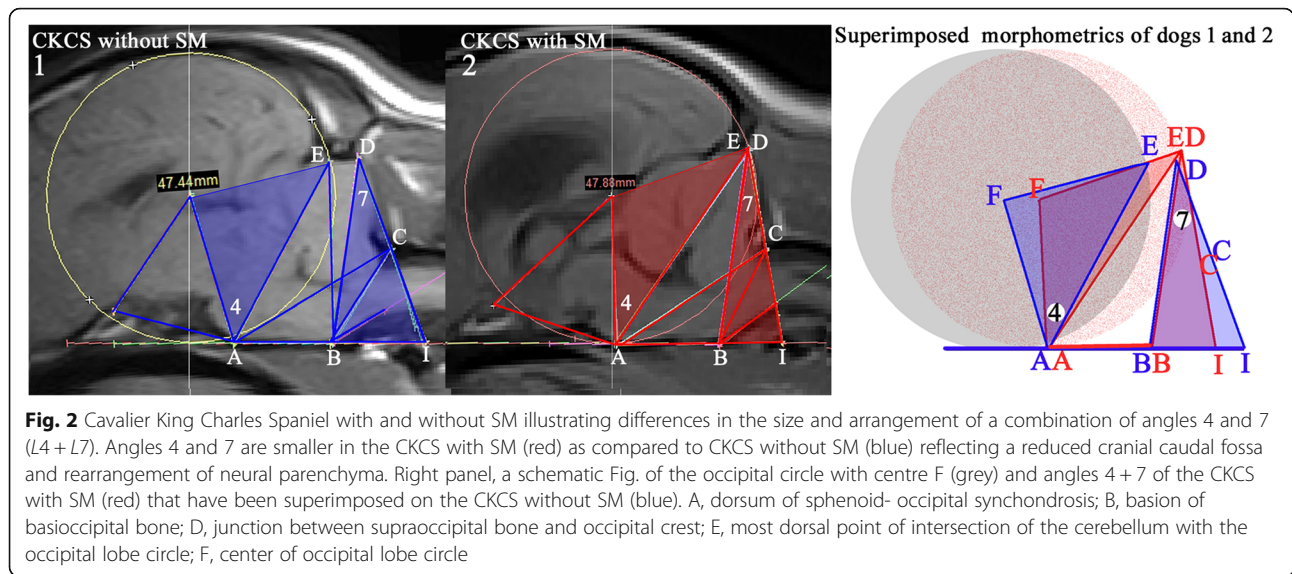 CKCS without SM
1
47.44mm
E
D
7
C
4
A
B
I
CKCS with SM
2
47.88mm
E D
7
C
4
A
B
I
Superimposed morphometrics of dogs 1 and 2
E
ED
D
F
F
7
C
C
4
A A
B B
I
I
Fig. 2 Cavalier King Charles Spaniel with and without SM illustrating differences in the size and arrangement of a combination of angles 4 and 7
(L4 + L7). Angles 4 and 7 are smaller in the CKCS with SM (red) as compared to CKCS without SM (blue) reflecting a reduced cranial caudal fossa
and rearrangement of neural parenchyma. Right panel, a schematic Fig. of the occipital circle with centre F (grey) and angles 4 + 7 of the CKCS
with SM (red) that have been superimposed on the CKCS without SM (blue). A, dorsum of sphenoid- occipital synchondrosis; B, basion of
basioccipital bone; D, junction between supraoccipital bone and occipital crest; E, most dorsal point of intersection of the cerebellum with the
occipital lobe circle; F, center of occipital lobe circle